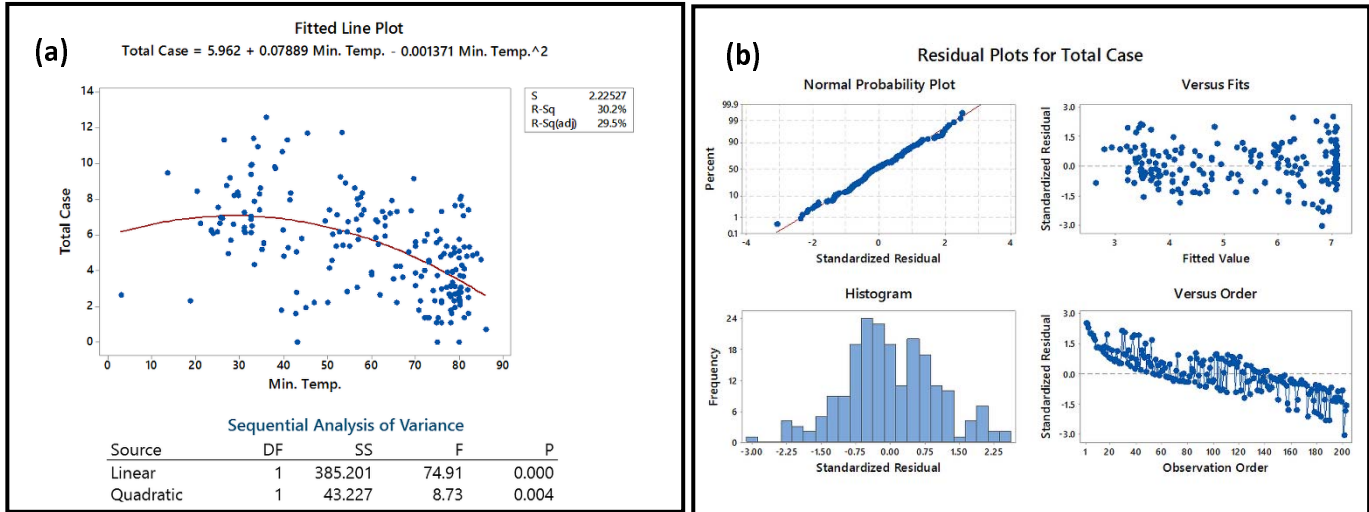 (a)
Fitted Line Plot
Total Case = 5.962 + 0.07889 Min. Temp. - 0.001371 Min. Temp.^2
S 2.22527
R-Sq 30.2%
R-Sq(adj) 29.5%
Total Case
14
12
10
8
6
4
2
0
0 10 20 30 40 50 60 70 80 90
Min. Temp.
Sequential Analysis of Variance
Source DF SS F P
Linear 1 385.201 74.91 0.000
Quadratic 1 43.227 8.73 0.004
(b)
Residual Plots for Total Case
Normal Probability Plot
Percent
99.9
99
90
50
10
1
0.1
-4 -2 0 2 4
Standardized Residual
Versus Fits
Standardized Residual
3.0
1.5
0.0
-1.5
-3.0
3 4 5 6 7
Fitted Value
Histogram
Frequency
24
18
12
6
0
-3.00 -2.25 -0.75 0.00 0.75 1.50 2.25
Standardized Residual
Versus Order
Standardized Residual
3.0
1.5
0.0
-1.5
-3.0
1 20 40 60 80 100 120 140 160 180 200
Observation Order